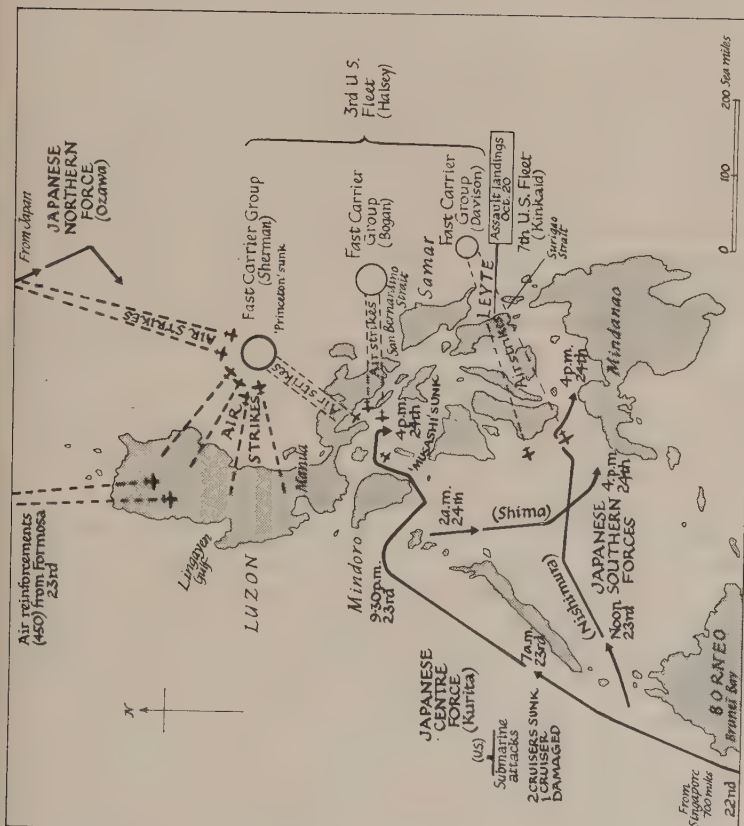 From Japan
JAPANESE
NORTHERN
FORCE
(Ozawa)
AIR
STRIKES
Air reinforcements
(450) from Formosa
23rd
Fast Carrier Group
(Sherman)
'Princeton' sunk
3rd U.S.
Fleet
(Halsey)
N
Lingayen
Gulf
LUZON
AIR
STRIKES
Manila
Air strikes
Fast Carrier
Group
(Bogan)
Air strikes
San Bernardino
Strait
Samar
Fast Carrier
Group
(Davison)
4 p.m.
24th
'MUSASHI' SUNK
Mindoro
9·30 p.m.
23rd
LEYTE
Assault landings
Oct. 20
7th U.S. Fleet
(Kinkaid)
Surigao
Strait
Air strikes
2 a.m.
24th
(Shima)
4 p.m.
24th
Mindanao
JAPANESE
CENTRE
FORCE
(Kurita)
7 a.m.
23rd
(U.S.)
Submarine
attacks
2 CRUISERS SUNK
1 CRUISER
DAMAGED
(Nishimura)
Noon
23rd
JAPANESE
SOUTHERN
FORCES
4 p.m.
24th
BORNEO
Brunei Bay
From
Singapore
700 miles
22nd
0 100 200 Sea miles